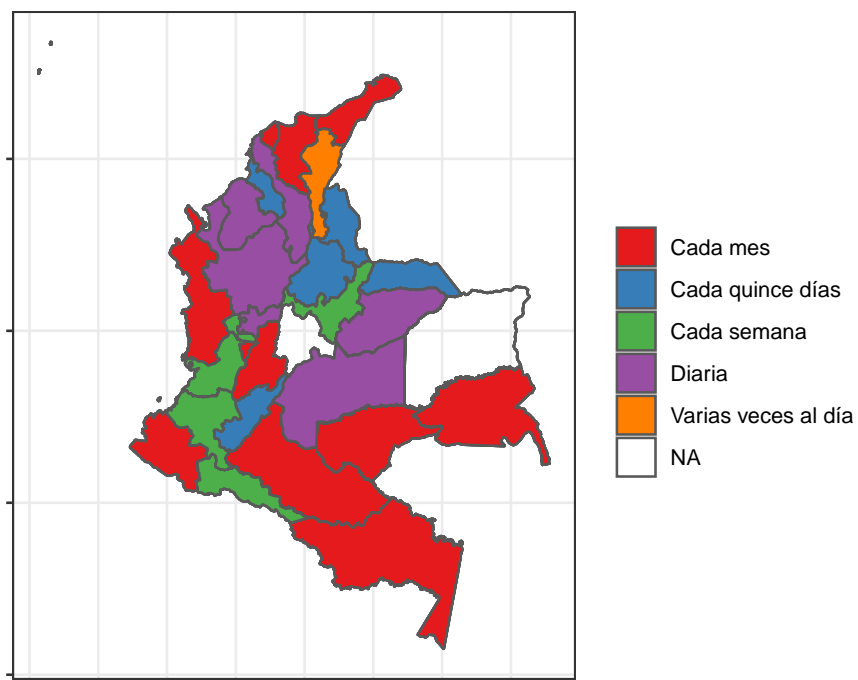 Cada mes
Cada quince días
Cada semana
Diaria
Varias veces al día
NA